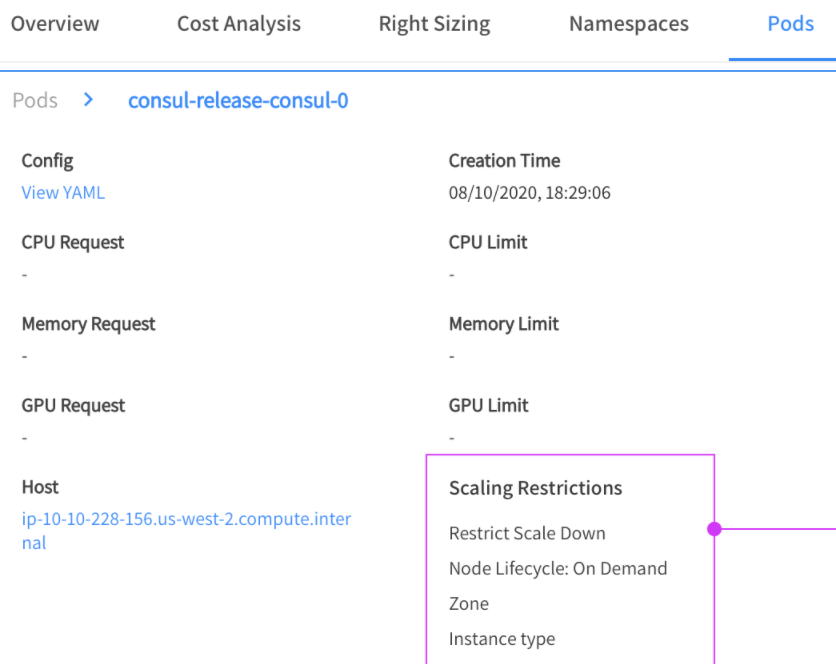 Overview Cost Analysis Right Sizing Namespaces Pods
Pods > consul-release-consul-0
Config Creation Time
View YAML 08/10/2020, 18:29:06
CPU Request CPU Limit
- -
Memory Request Memory Limit
- -
GPU Request GPU Limit
- -
Host Scaling Restrictions
ip-10-10-228-156.us-west-2.compute.inter
nal
Restrict Scale Down
Node Lifecycle: On Demand
Zone
Instance type